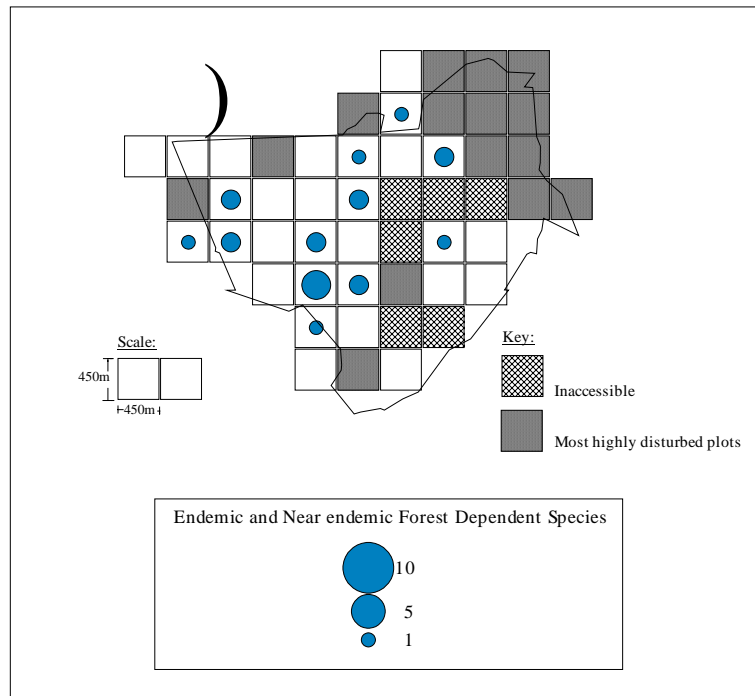 Scale:
450m
450m
Key:
Inaccessible
Most highly disturbed plots
Endemic and Near endemic Forest Dependent Species
10
5
1